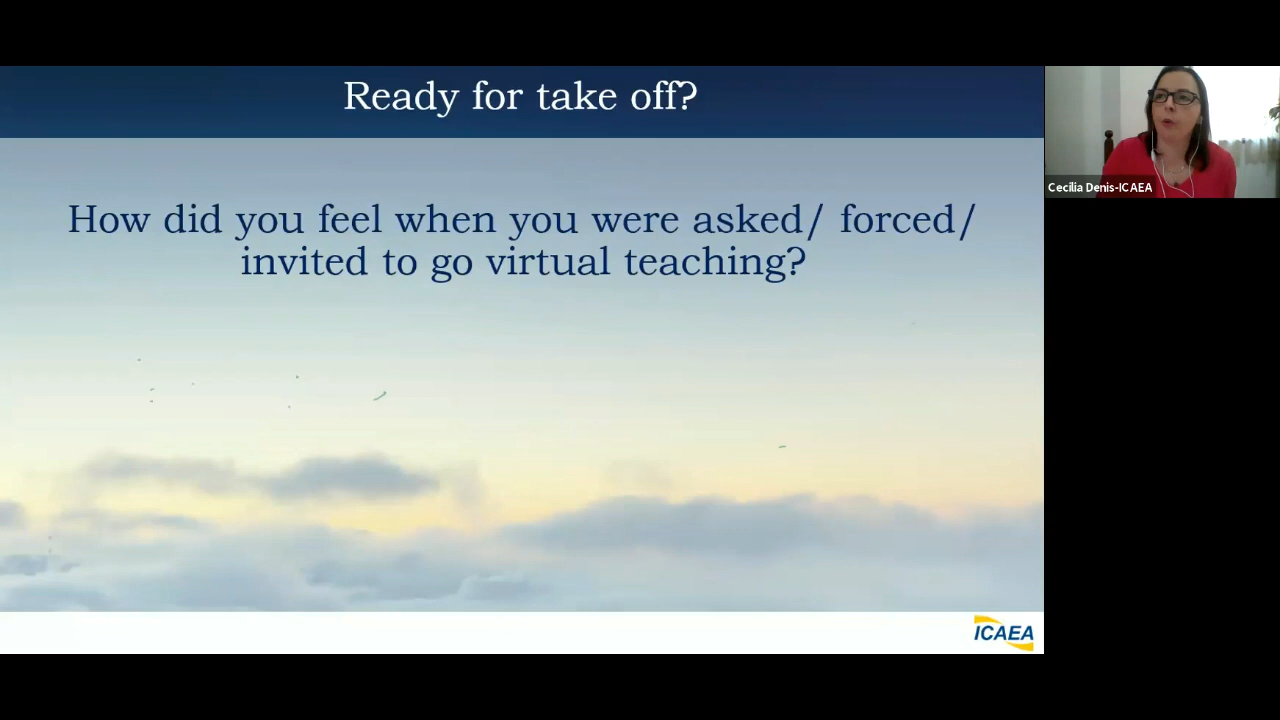 Ready for take off?
How did you feel when you were asked/ forced/
invited to go virtual teaching?
Cecilia Denis-ICAEA
ICAEA